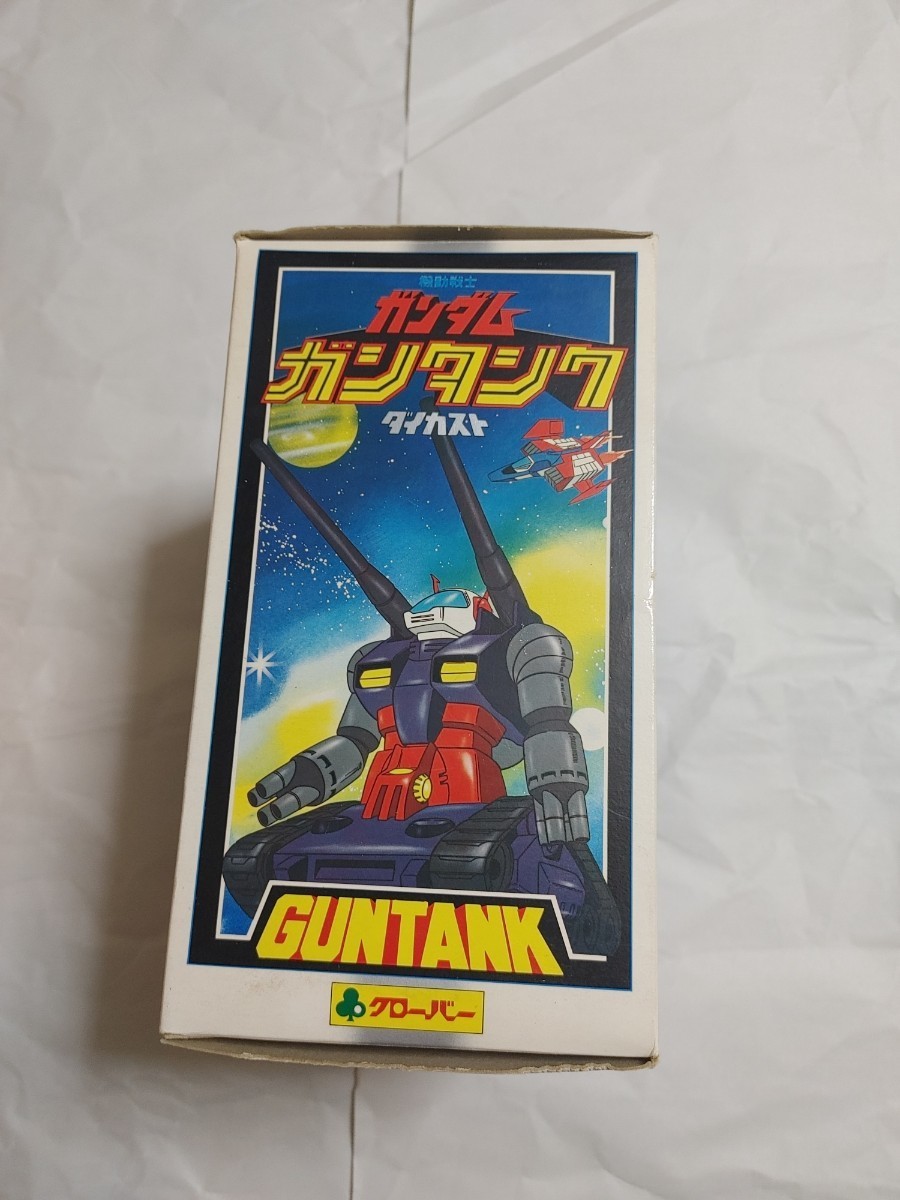 機動戦士
ガンダム
ガンタンク
ダイカスト
GUNTANK
クローバー